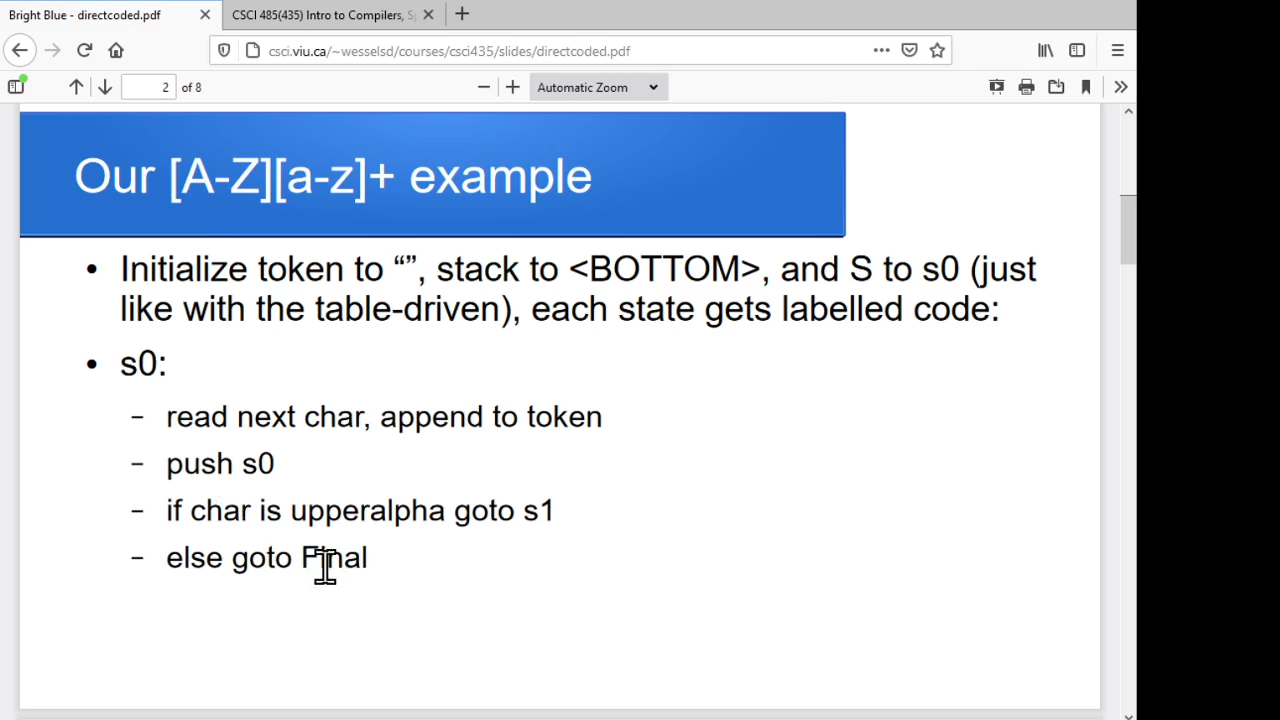 Bright Blue - directcoded.pdf
CSCI 485(435) Intro to Compilers, S
csci.viu.ca/~wesselsd/courses/csci435/slides/directcoded.pdf
2 of 8
Automatic Zoom
Our [A-Z][a-z]+ example
• Initialize token to “”, stack to <BOTTOM>, and S to s0 (just
like with the table-driven), each state gets labelled code:
• s0:
– read next char, append to token
– push s0
– if char is upperalpha goto s1
– else goto Final